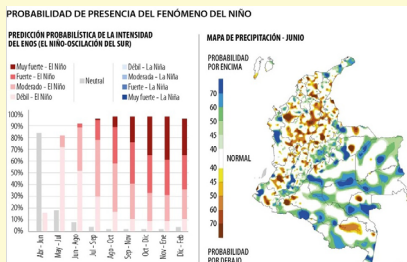 PROBABILIDAD DE PRESENCIA DEL FENÓMENO DEL NIÑO
PREDICCIÓN PROBABILÍSTICA DE LA INTENSIDAD
DEL ENOS (EL NIÑO-OSCILACIÓN DEL SUR)
Muy fuerte - El Niño
Fuerte - El Niño
Moderado - El Niño
Débil - El Niño
Neutral
Débil - La Niña
Moderada - La Niña
Fuerte - La Niña
Muy fuerte - La Niña
100%
90%
80%
70%
60%
50%
40%
30%
20%
10%
0%
Abr - Jun
May - Jul
Jun - Ago
Jul - Sep
Ago - Oct
Sep - Nov
Oct - Dic
Nov - Ene
Dic - Feb
MAPA DE PRECIPITACIÓN - JUNIO
PROBABILIDAD
POR ENCIMA
70
60
50
45
40
NORMAL
40
45
50
60
70
PROBABILIDAD
POR DEBAJO